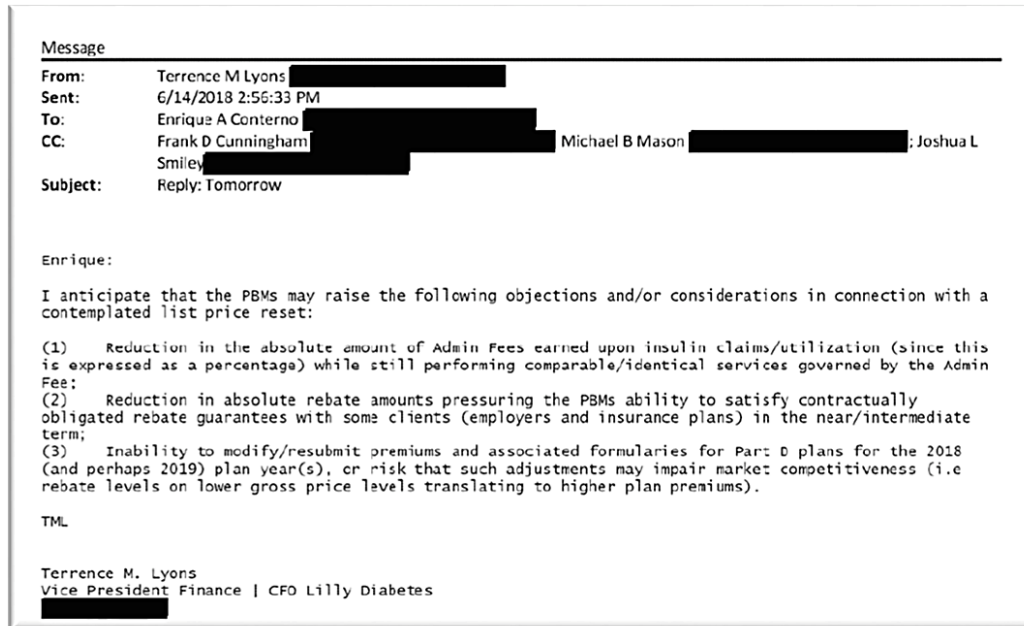 Message
From: Terrence M Lyons
Sent: 6/14/2018 2:56:33 PM
To: Enrique A Conterno
CC: Frank D Cunningham Michael B Mason ; Joshua L
Smiley
Subject: Reply: Tomorrow
Enrique:
I anticipate that the PBMs may raise the following objections and/or considerations in connection with a
contemplated list price reset:
(1) Reduction in the absolute amount of Admin Fees earned upon insulin claims/utilization (since this
is expressed as a percentage) while still performing comparable/identical services governed by the Admin
Fee;
(2) Reduction in absolute rebate amounts pressuring the PBMs ability to satisfy contractually
obligated rebate guarantees with some clients (employers and insurance plans) in the near/intermediate
term;
(3) Inability to modify/resubmit premiums and associated formularies for Part D plans for the 2018
(and perhaps 2019) plan year(s), or risk that such adjustments may impair market competitiveness (i.e
rebate levels on lower gross price levels translating to higher plan premiums).
TML
Terrence M. Lyons
Vice President Finance | CFO Lilly Diabetes